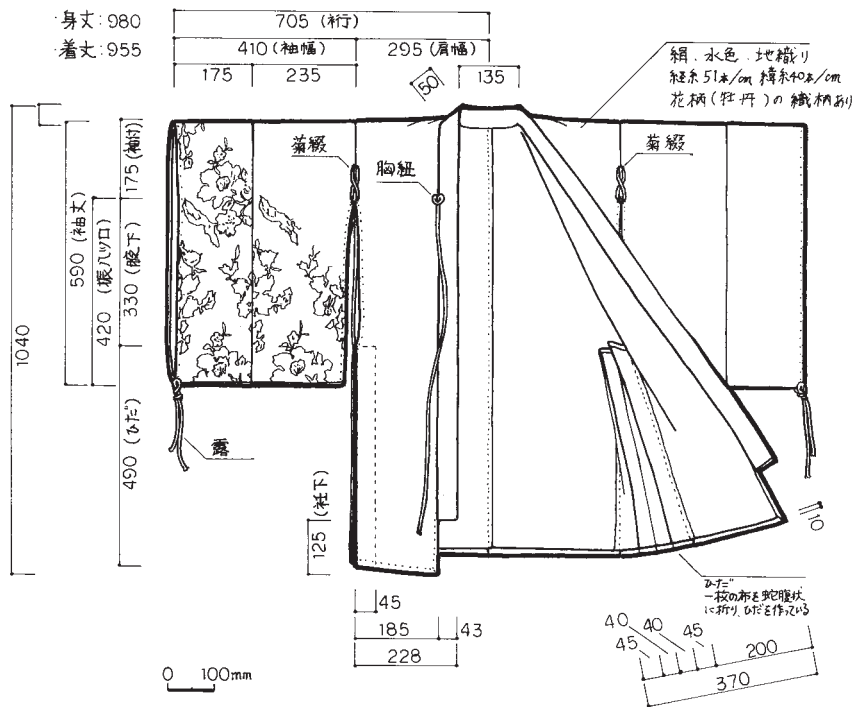 身丈:980
着丈:955
705 (裄行)
410 (袖幅)
295 (肩幅)
175
235
50
135
絹、水色、地織り
経糸51本/cm 緯糸40本/cm
花柄(牡丹)の織柄あり
菊綴
胸紐
菊綴
1040
590 (袖丈)
420 (振八ツ口)
175 (袖付)
330 (腋下)
490 (ひだ)
露
125 (衽下)
10
ひだ
一枚の布を蛇腹状
に折り、ひだを作っている
45
185
43
228
45
40
40
45
200
370
0 100mm